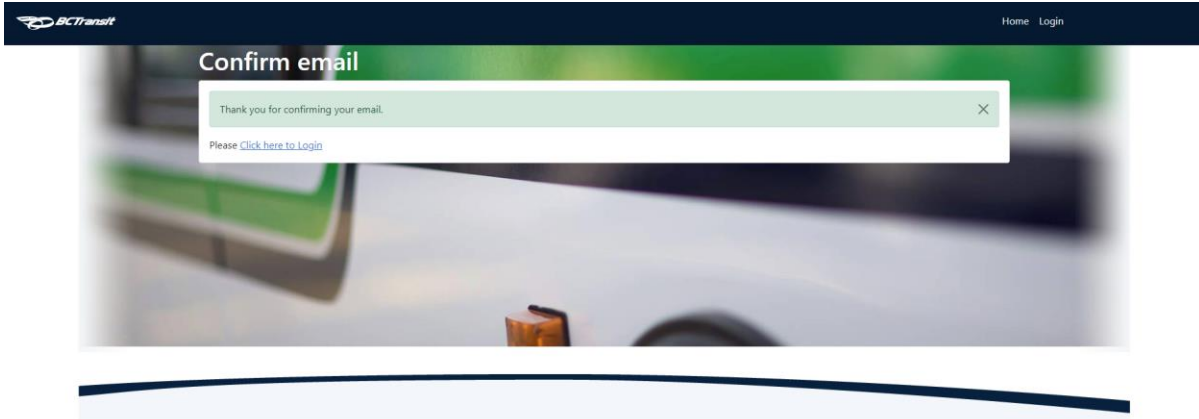 BCTransit
Home Login
Confirm email
Thank you for confirming your email.
Please Click here to Login